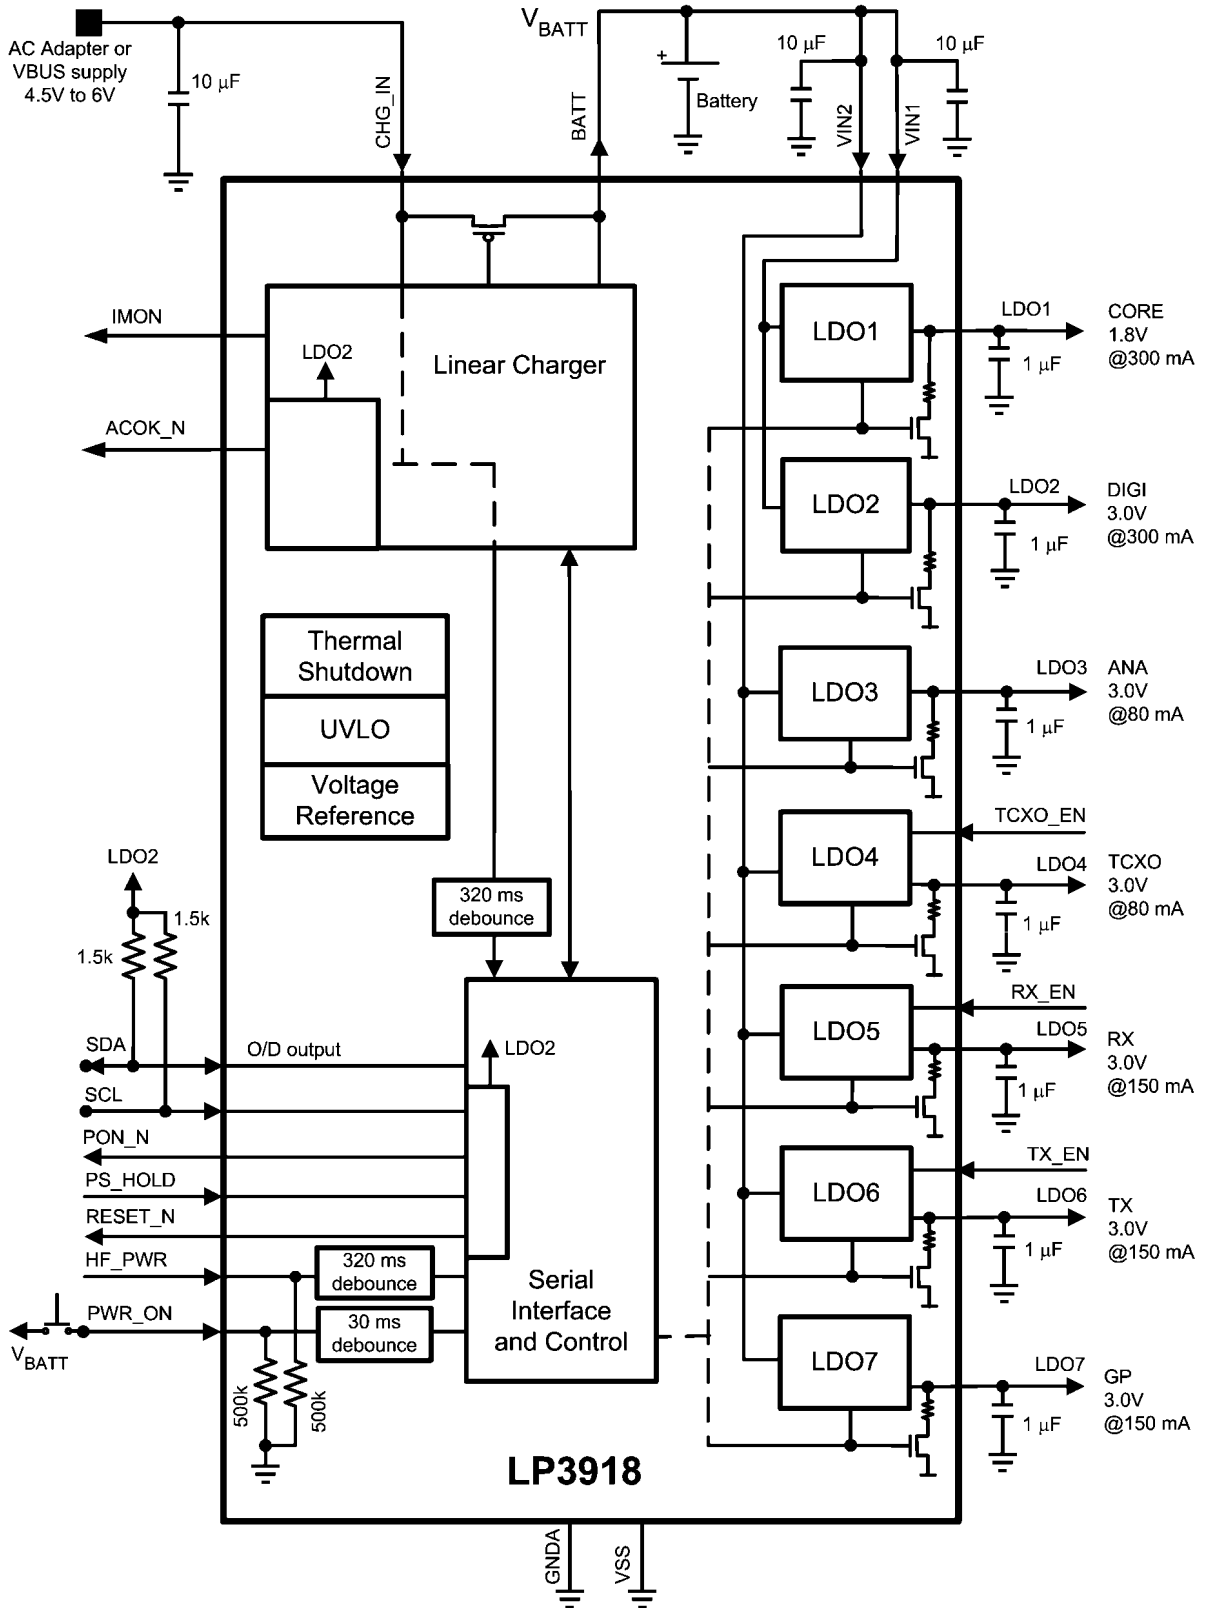 AC Adapter or
VBUS supply
4.5V to 6V
10 µF
CHG_IN
BATT
VBATT
+
Battery
10 µF
VIN2
VIN1
10 µF
IMON
ACOK_N
LDO2
Linear Charger
Thermal
Shutdown
UVLO
Voltage
Reference
320 ms
debounce
LDO2
1.5k
1.5k
SDA
SCL
PON_N
PS_HOLD
RESET_N
HF_PWR
PWR_ON
VBATT
O/D output
LDO2
320 ms
debounce
30 ms
debounce
500k
500k
Serial
Interface
and Control
LDO1
LDO1
CORE
1.8V
@300 mA
1 µF
LDO2
LDO2
DIGI
3.0V
@300 mA
1 µF
LDO3
LDO3
ANA
3.0V
@80 mA
1 µF
TCXO_EN
LDO4
LDO4
TCXO
3.0V
@80 mA
1 µF
RX_EN
LDO5
LDO5
RX
3.0V
@150 mA
1 µF
TX_EN
LDO6
LDO6
TX
3.0V
@150 mA
1 µF
LDO7
LDO7
GP
3.0V
@150 mA
1 µF
LP3918
GNDA
VSS